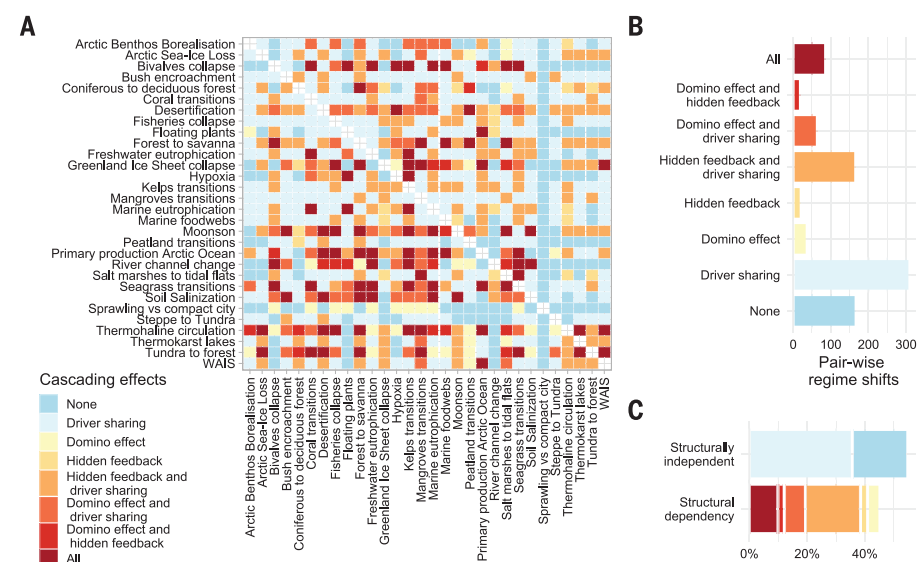 A
Arctic Benthos Borealisation
Arctic Sea-Ice Loss
Bivalves collapse
Bush encroachment
Coniferous to deciduous forest
Coral transitions
Desertification
Fisheries collapse
Floating plants
Forest to savanna
Freshwater eutrophication
Greenland Ice Sheet collapse
Hypoxia
Kelps transitions
Mangroves transitions
Marine eutrophication
Marine foodwebs
Moonson
Peatland transitions
Primary production Arctic Ocean
River channel change
Salt marshes to tidal flats
Seagrass transitions
Soil Salinization
Sprawling vs compact city
Steppe to Tundra
Thermohaline circulation
Thermokarst lakes
Tundra to forest
WAIS
Arctic Benthos Borealisation
Arctic Sea-Ice Loss
Bivalves collapse
Bush encroachment
Coniferous to deciduous forest
Coral transitions
Desertification
Fisheries collapse
Floating plants
Forest to savanna
Freshwater eutrophication
Greenland Ice Sheet collapse
Hypoxia
Kelps transitions
Mangroves transitions
Marine eutrophication
Marine foodwebs
Moonson
Peatland transitions
Primary production Arctic Ocean
River channel change
Salt marshes to tidal flats
Seagrass transitions
Soil Salinization
Sprawling vs compact city
Steppe to Tundra
Thermohaline circulation
Thermokarst lakes
Tundra to forest
WAIS
Cascading effects
None
Driver sharing
Domino effect
Hidden feedback
Hidden feedback and
driver sharing
Domino effect and
driver sharing
Domino effect and
hidden feedback
All
B
All
Domino effect and
hidden feedback
Domino effect and
driver sharing
Hidden feedback and
driver sharing
Hidden feedback
Domino effect
Driver sharing
None
0 100 200 300
Pair-wise
regime shifts
C
Structurally
independent
Structural
dependency
0% 20% 40%